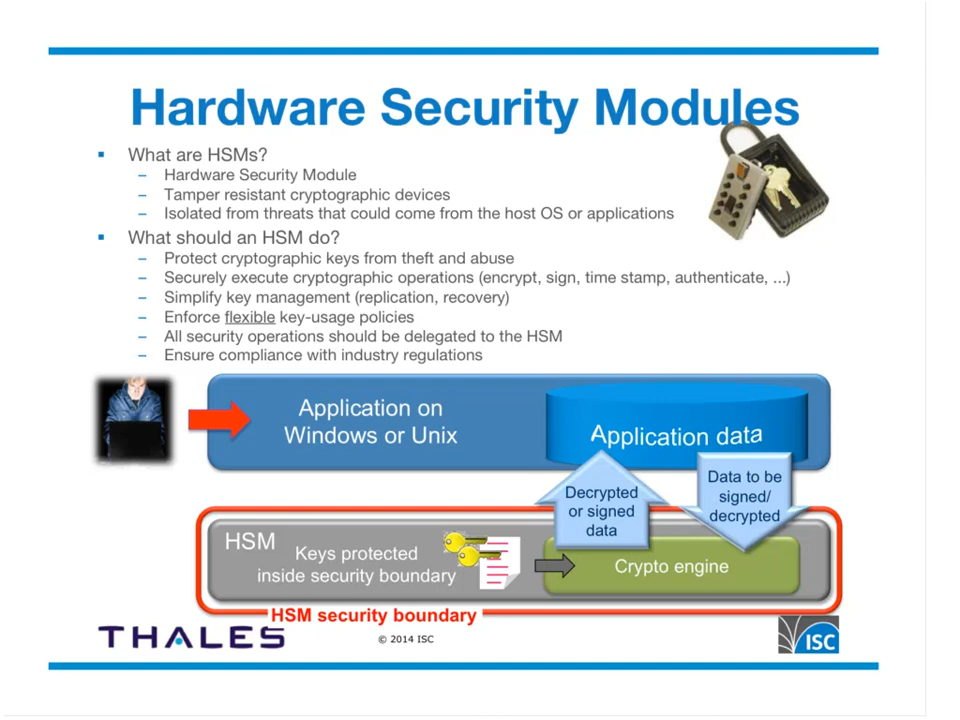 Hardware Security Modules
▪ What are HSMs?
– Hardware Security Module
– Tamper resistant cryptographic devices
– Isolated from threats that could come from the host OS or applications
▪ What should an HSM do?
– Protect cryptographic keys from theft and abuse
– Securely execute cryptographic operations (encrypt, sign, time stamp, authenticate, ...)
– Simplify key management (replication, recovery)
– Enforce flexible key-usage policies
– All security operations should be delegated to the HSM
– Ensure compliance with industry regulations
Application on
Windows or Unix
Application data
Decrypted
or signed
data
Data to be
signed/
decrypted
HSM
Keys protected
inside security boundary
Crypto engine
HSM security boundary
THALES
© 2014 ISC
ISC